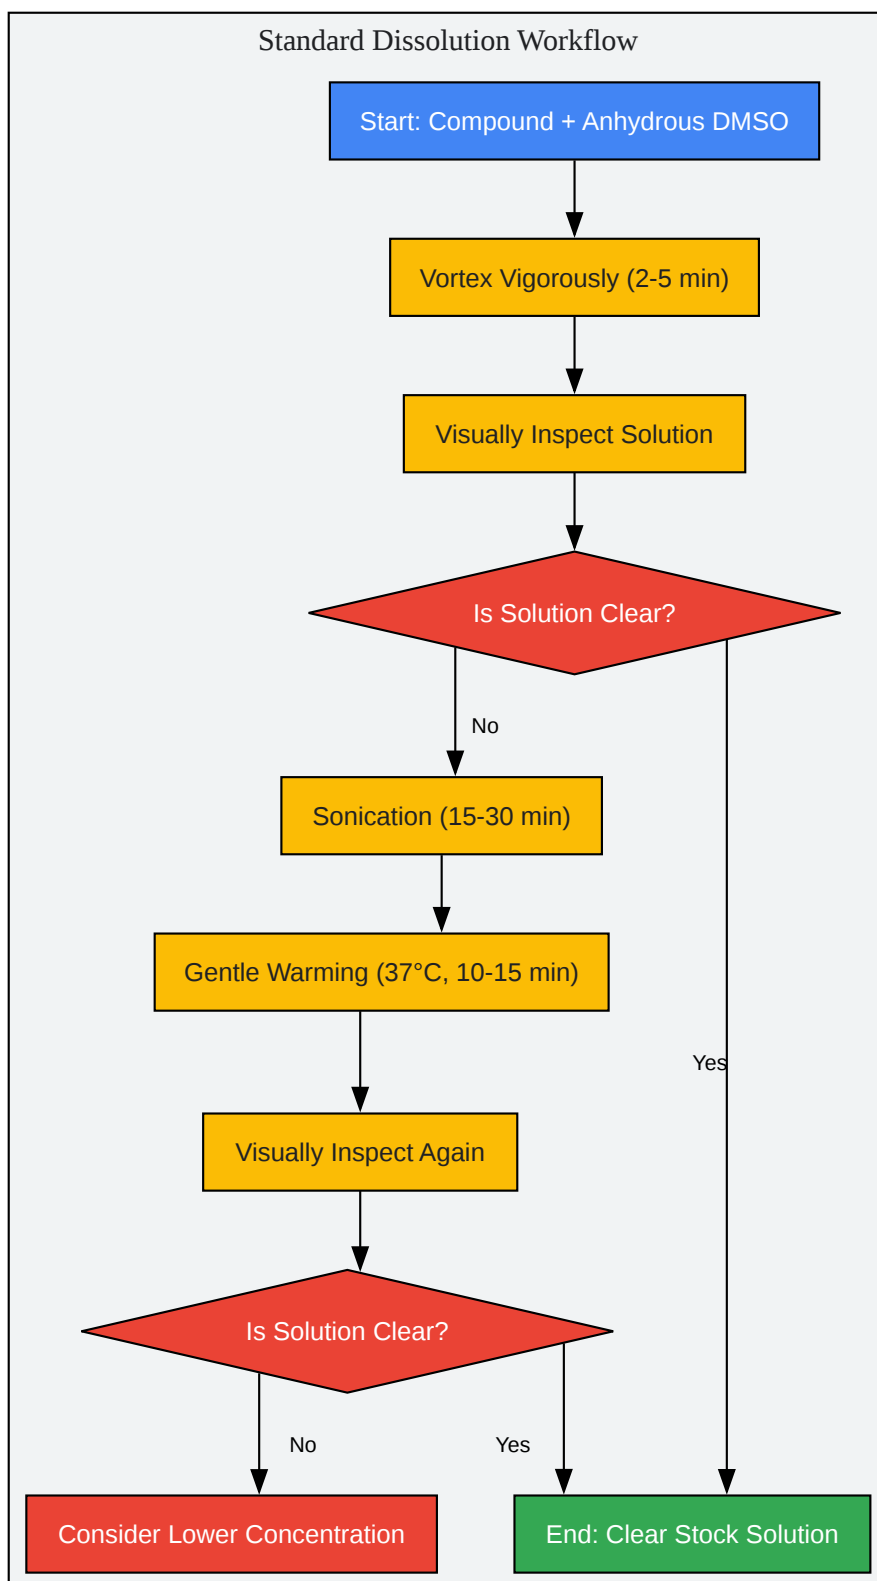 Standard Dissolution Workflow
Start: Compound + Anhydrous DMSO
Vortex Vigorously (2-5 min)
Visually Inspect Solution
Is Solution Clear?
No
Sonication (15-30 min)
Gentle Warming (37°C, 10-15 min)
Yes
Visually Inspect Again
Is Solution Clear?
No
Yes
Consider Lower Concentration
End: Clear Stock Solution